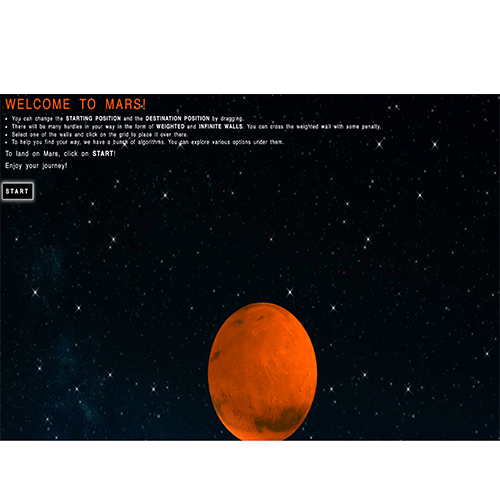 WELCOME TO MARS!
You can change the STARTING POSITION and the DESTINATION POSITION by dragging.
There will be many hurdles in your way in the form of WEIGHTED and INFINITE WALLS. You can cross the weighted wall with some penalty.
Select one of the walls and click on the grid to place it over there.
To help you find your way, we have a bunch of algorithms. You can explore various options under them.
To land on Mars, click on START!
Enjoy your journey!
START